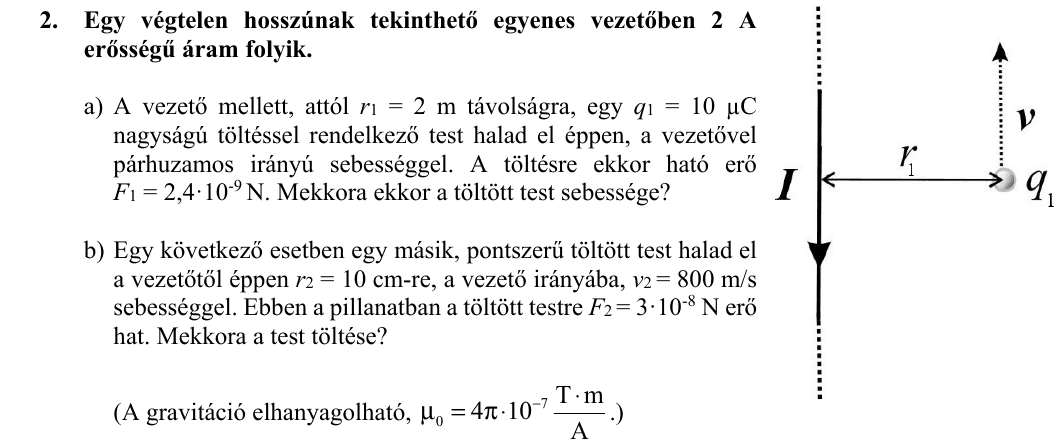 2. Egy végtelen hosszúnak tekinthető egyenes vezetőben 2 A
erősségű áram folyik.
a) A vezető mellett, attól r₁ = 2 m távolságra, egy q₁ = 10 μC
nagyságú töltéssel rendelkező test halad el éppen, a vezetővel
párhuzamos irányú sebességgel. A töltésre ekkor ható erő
F₁ = 2,4·10⁻⁹ N. Mekkora ekkor a töltött test sebessége?
b) Egy következő esetben egy másik, pontszerű töltött test halad el
a vezetőtől éppen r₂ = 10 cm-re, a vezető irányába, v₂ = 800 m/s
sebességgel. Ebben a pillanatban a töltött testre F₂ = 3·10⁻⁸ N erő
hat. Mekkora a test töltése?
(A gravitáció elhanyagolható, μ₀ = 4π·10⁻⁷ T·m/A.)
v
r₁
I
q₁